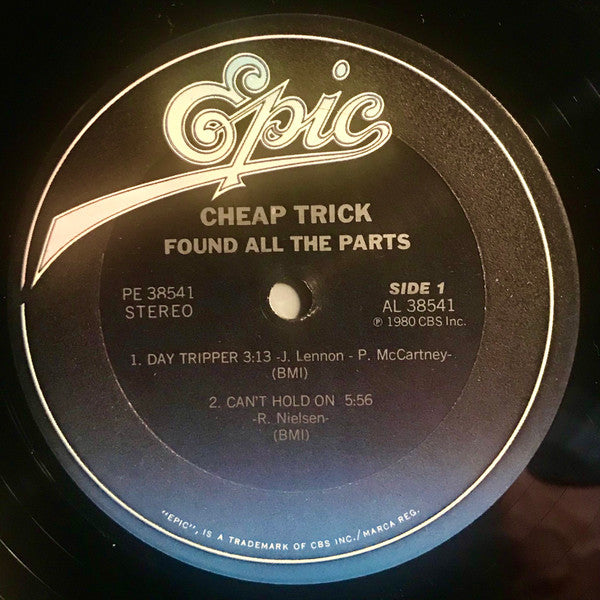 Epic
CHEAP TRICK
FOUND ALL THE PARTS
PE 38541
STEREO
SIDE 1
AL 38541
℗ 1980 CBS Inc.
1. DAY TRIPPER 3:13 -J. Lennon - P. McCartney-
(BMI)
2. CAN'T HOLD ON 5:56
-R. Nielsen-
(BMI)
"EPIC", IS A TRADEMARK OF CBS INC./MARCA REG.